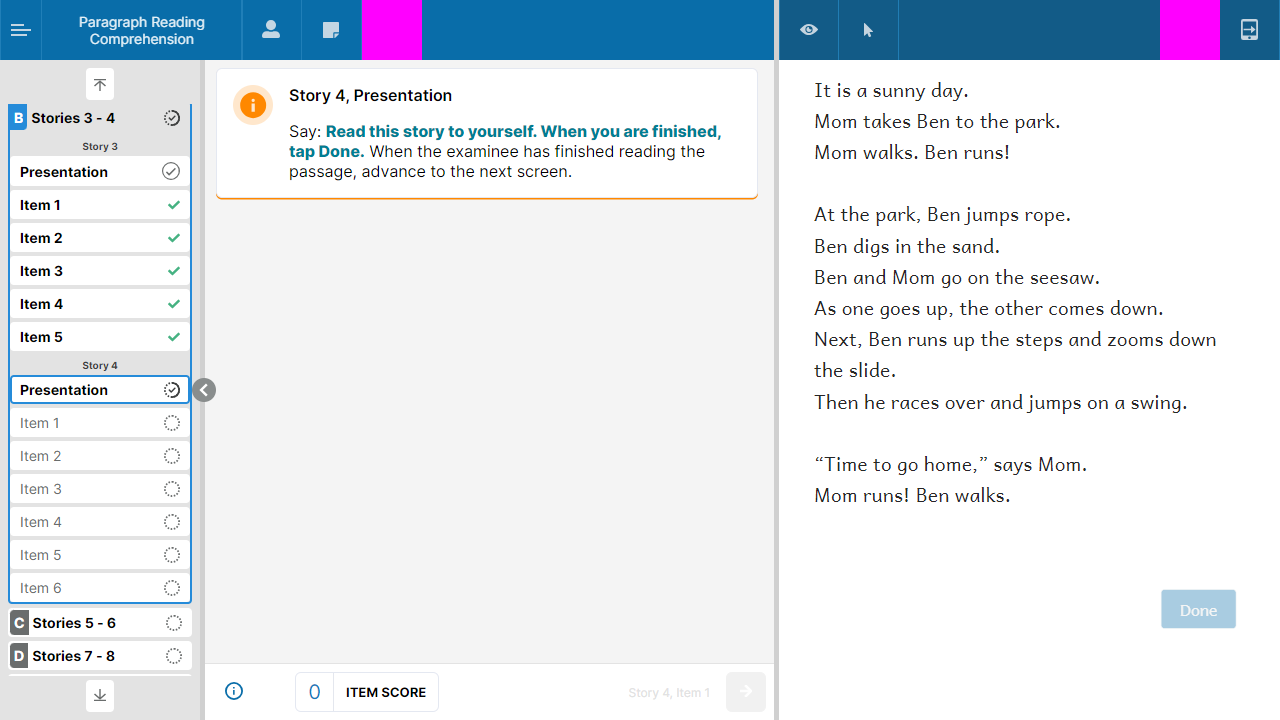 Paragraph Reading
Comprehension
B Stories 3 - 4
Story 3
Presentation
Item 1
Item 2
Item 3
Item 4
Item 5
Story 4
Presentation
Item 1
Item 2
Item 3
Item 4
Item 5
Item 6
C Stories 5 - 6
D Stories 7 - 8
Story 4, Presentation
Say: Read this story to yourself. When you are finished,
tap Done. When the examinee has finished reading the
passage, advance to the next screen.
0 ITEM SCORE
Story 4, Item 1
It is a sunny day.
Mom takes Ben to the park.
Mom walks. Ben runs!
At the park, Ben jumps rope.
Ben digs in the sand.
Ben and Mom go on the seesaw.
As one goes up, the other comes down.
Next, Ben runs up the steps and zooms down
the slide.
Then he races over and jumps on a swing.
“Time to go home,” says Mom.
Mom runs! Ben walks.
Done